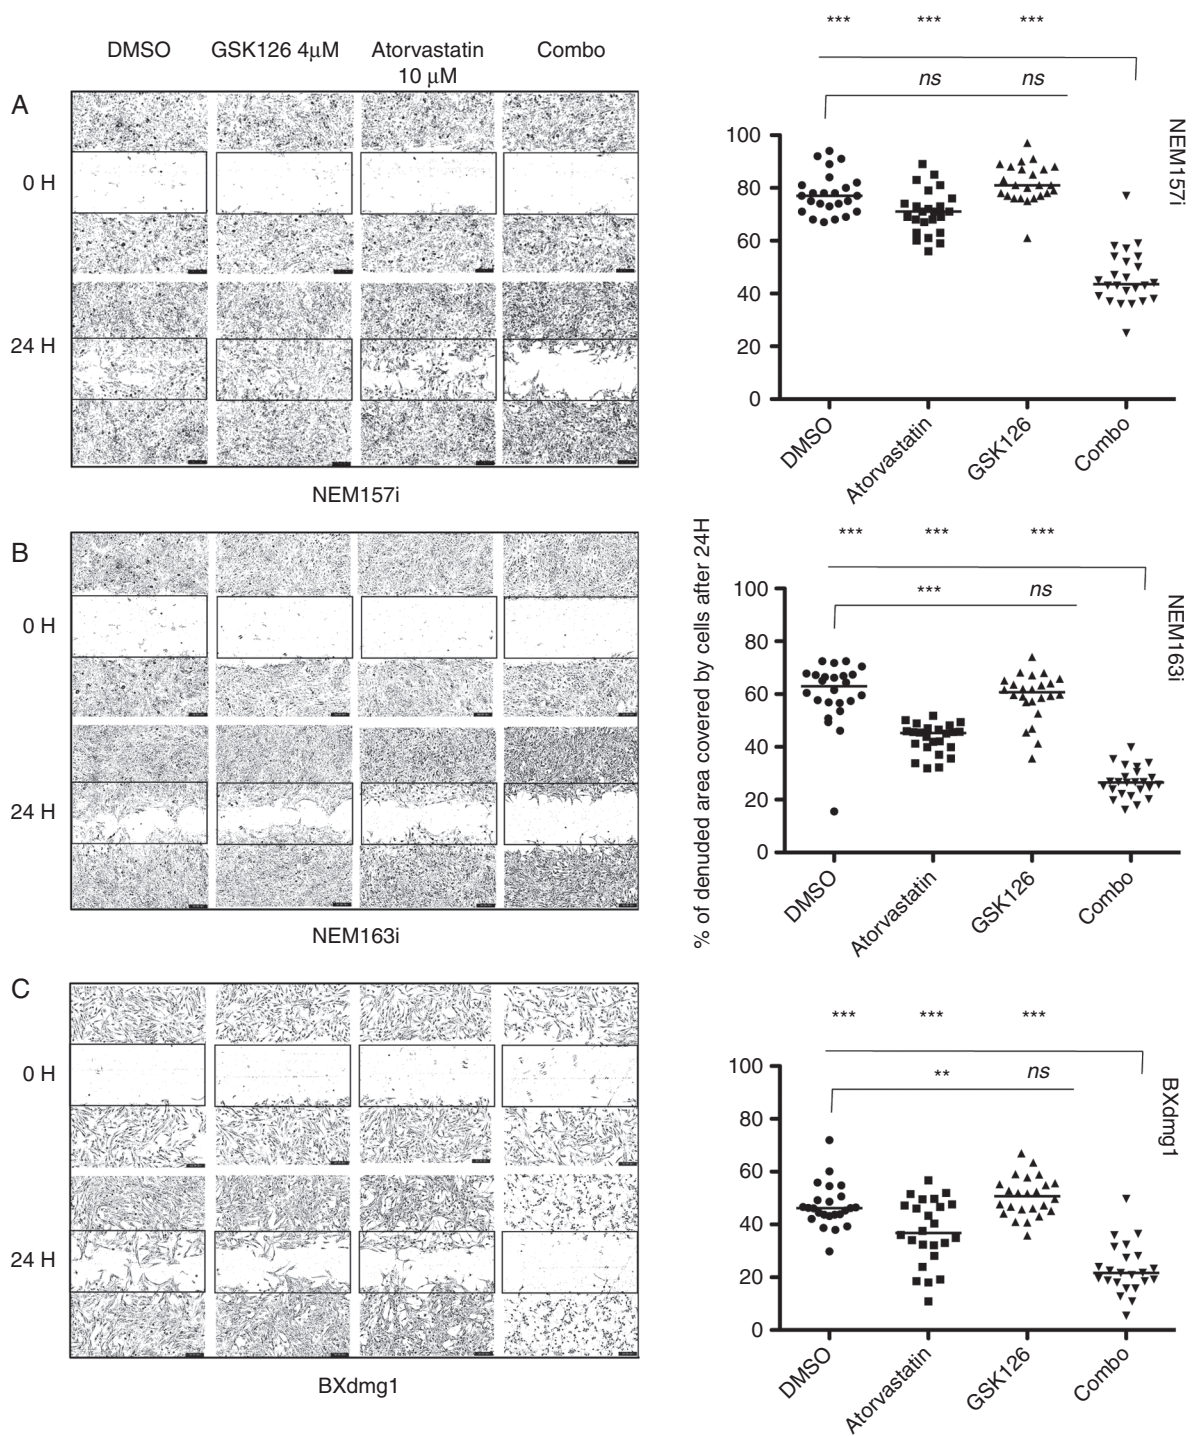 DMSO GSK126 4μM Atorvastatin 10 μM Combo
A
0 H
24 H
NEM157i
*** *** ***
ns ns
100
80
60
40
20
0
DMSO Atorvastatin GSK126 Combo
NEM157i
B
0 H
24 H
NEM163i
% of denuded area covered by cells after 24H
*** *** ***
*** ns
100
80
60
40
20
0
DMSO Atorvastatin GSK126 Combo
NEM163i
C
0 H
24 H
BXdmg1
*** *** ***
** ns
100
80
60
40
20
0
DMSO Atorvastatin GSK126 Combo
BXdmg1